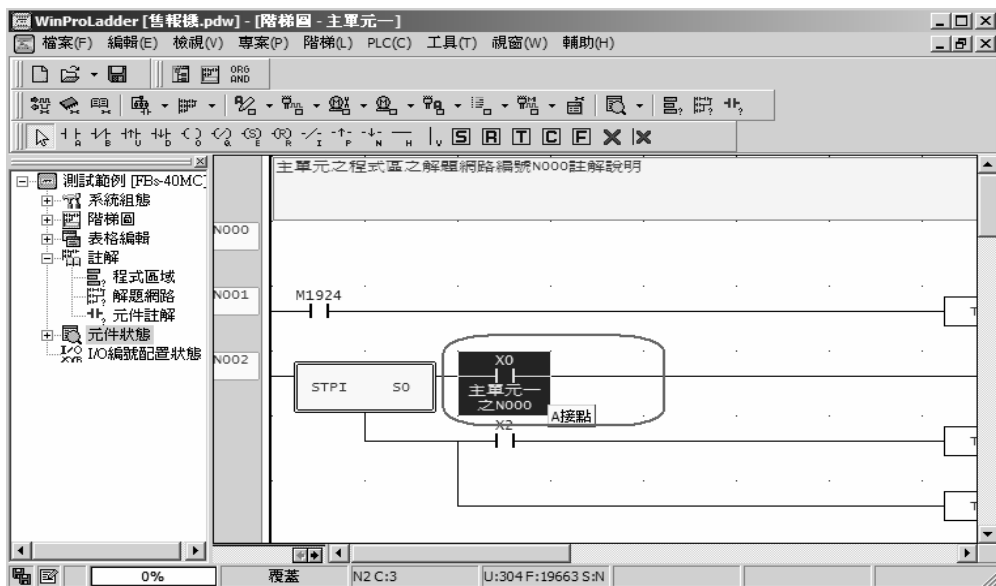 WinProLadder [售報機.pdw] - [階梯圖 - 主單元一]
檔案(F) 編輯(E) 檢視(V) 專案(P) 階梯(L) PLC(C) 工具(T) 視窗(W) 輔助(H)
ORG
AND
A B U D O Q E R I P N H V S R T C F
測試範例 [FBs-40MC]
系統組態
階梯圖
表格編輯
註解
程式區域
解題網路
元件註解
元件狀態
I/O編號配置狀態
主單元之程式區之解題網路編號N000註解說明
N000
N001
M1924
T
N002
STPI S0
X0
主單元一
之N000
A接點
X2
T
T
0%
覆蓋
N2 C:3
U:304 F:19663 S:N